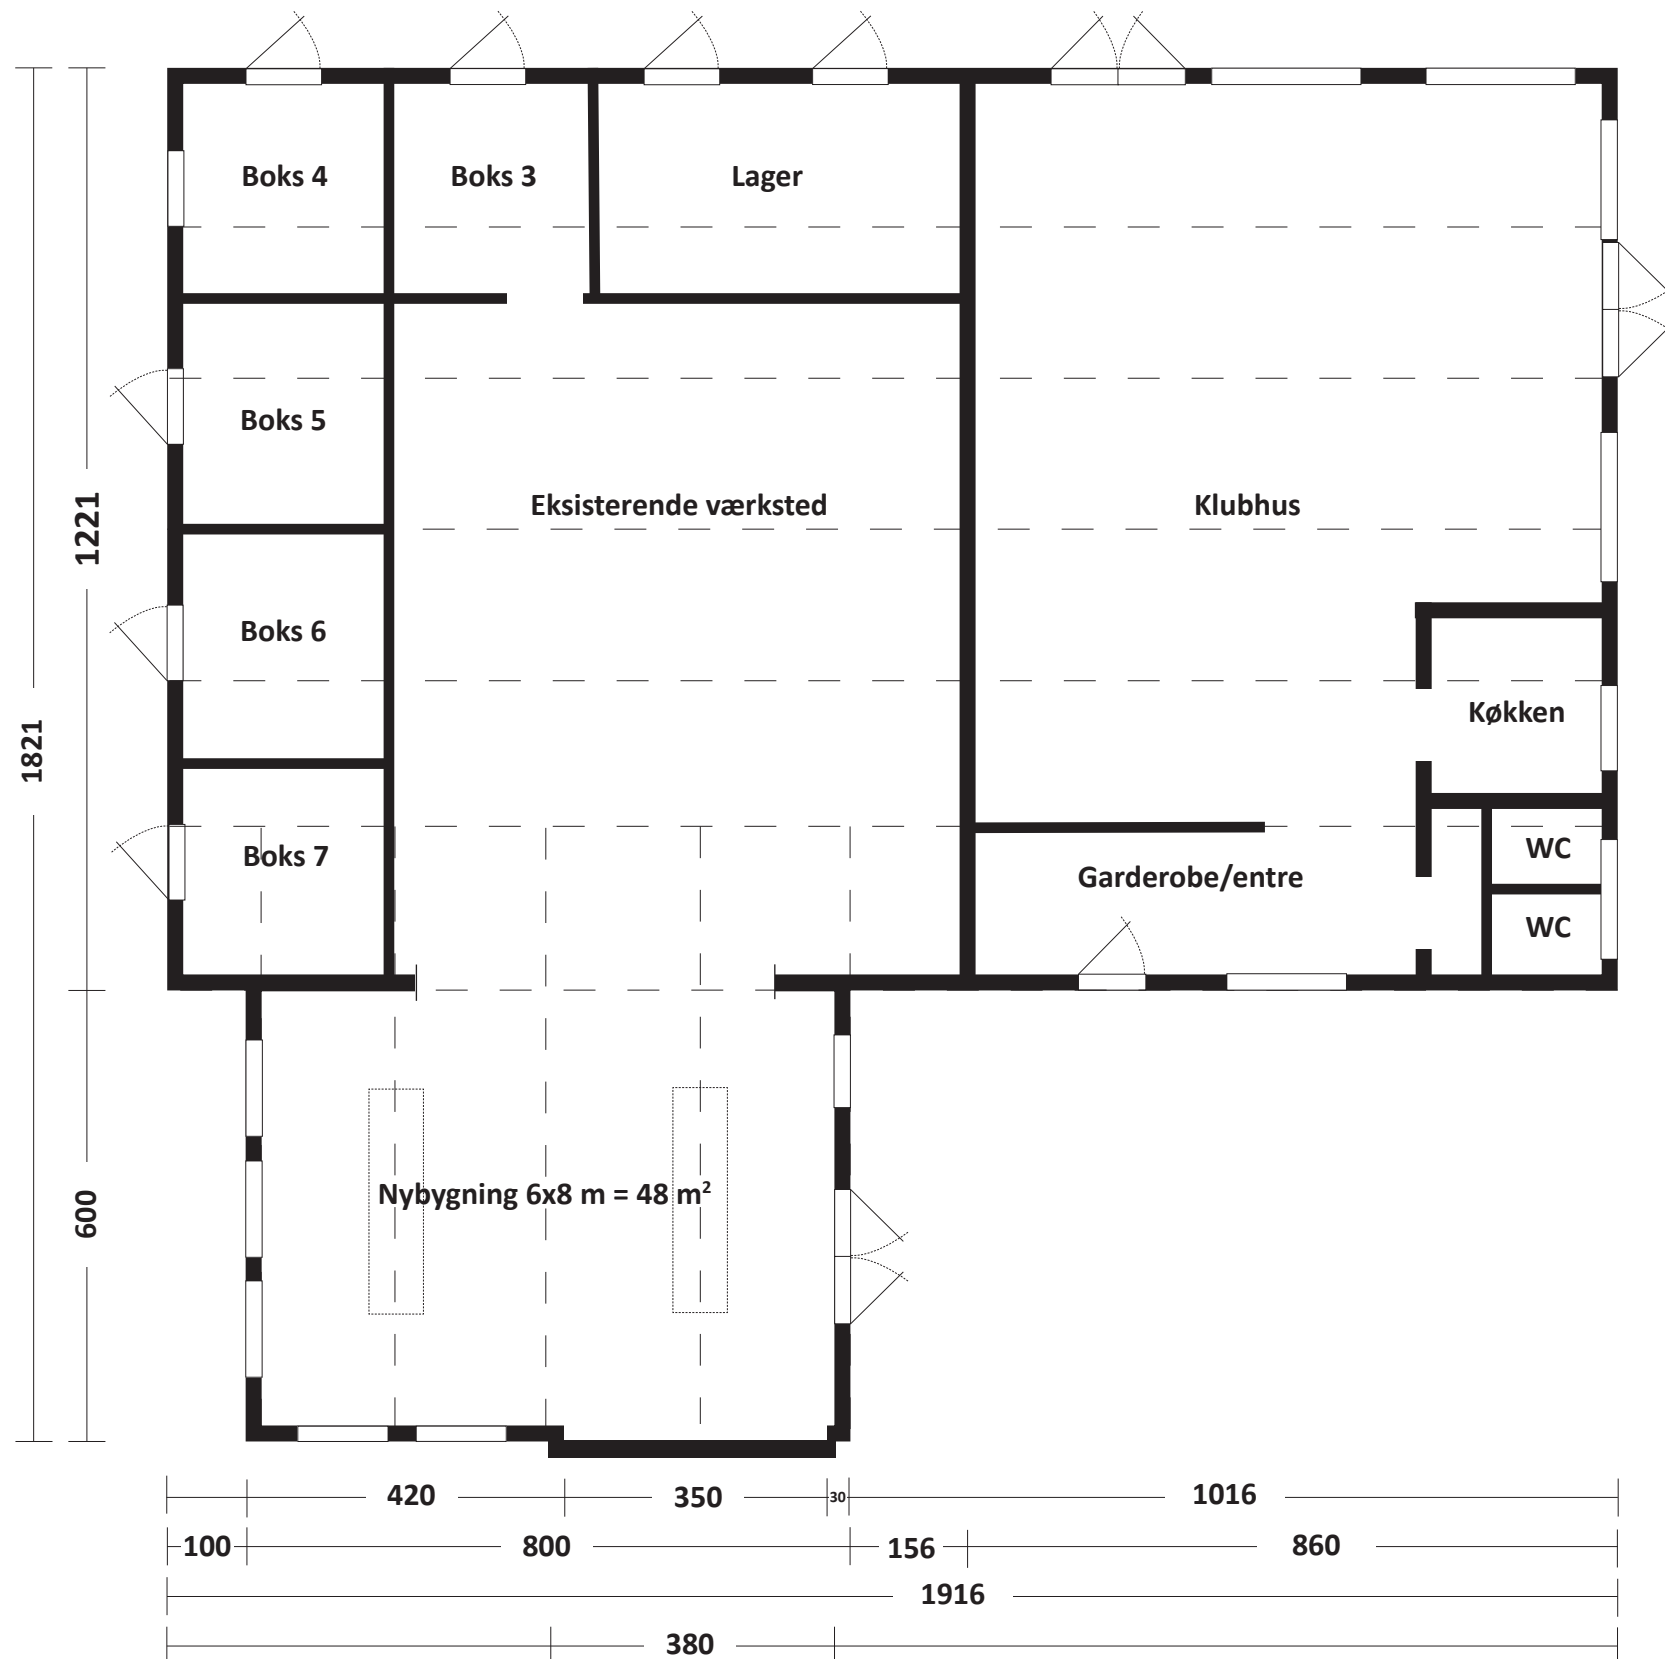 Boks 4
Boks 3
Lager
Boks 5
Eksisterende værksted
Klubhus
1221
Boks 6
Køkken
1821
Boks 7
WC
Garderobe/entre
WC
Nybygning 6x8 m = 48 m²
600
420
350
30
1016
100
800
156
860
1916
380